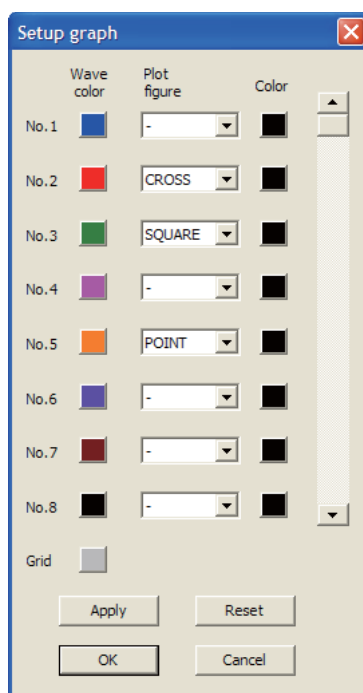 Setup graph
Wave color
Plot figure
Color
No.1 -
No.2 CROSS
No.3 SQUARE
No.4 -
No.5 POINT
No.6 -
No.7 -
No.8 -
Grid
Apply Reset
OK Cancel